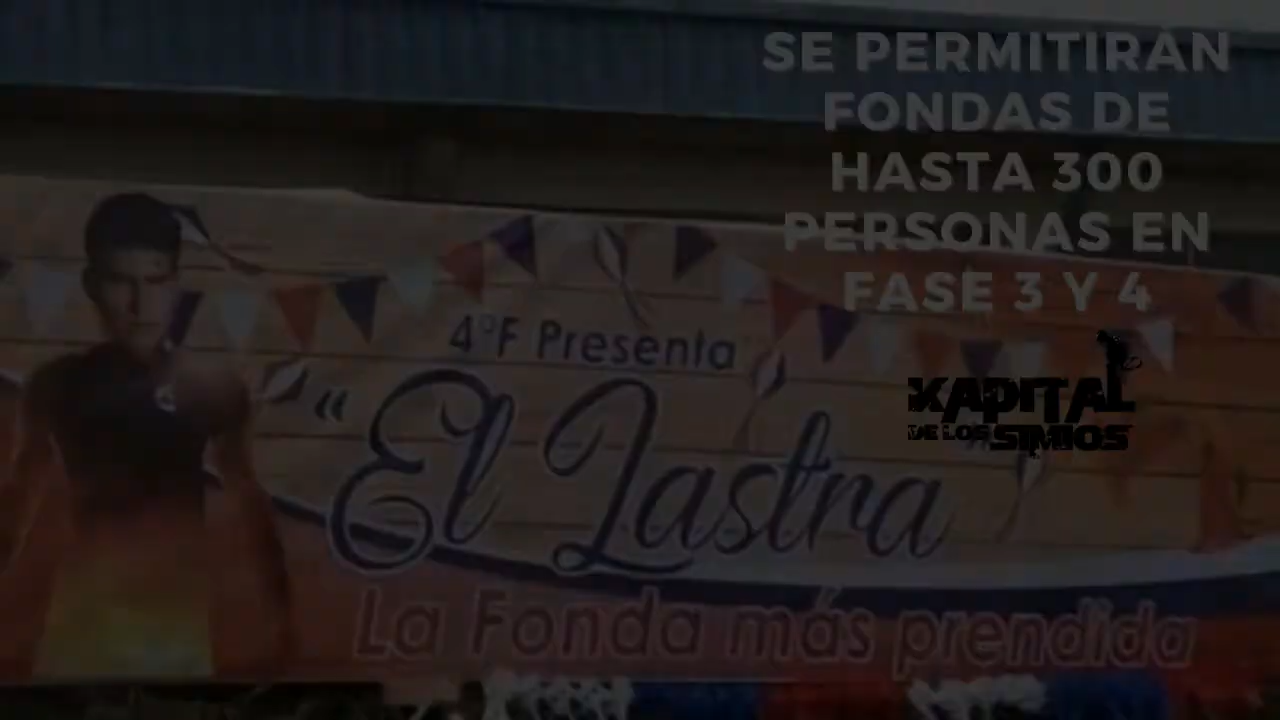 SE PERMITIRAN
FONDAS DE
HASTA 300
PERSONAS EN
FASE 3 Y 4
KAPITAL
DE LOS SIMIOS
4ºF Presenta
"El Lastra"
La Fonda más prendida